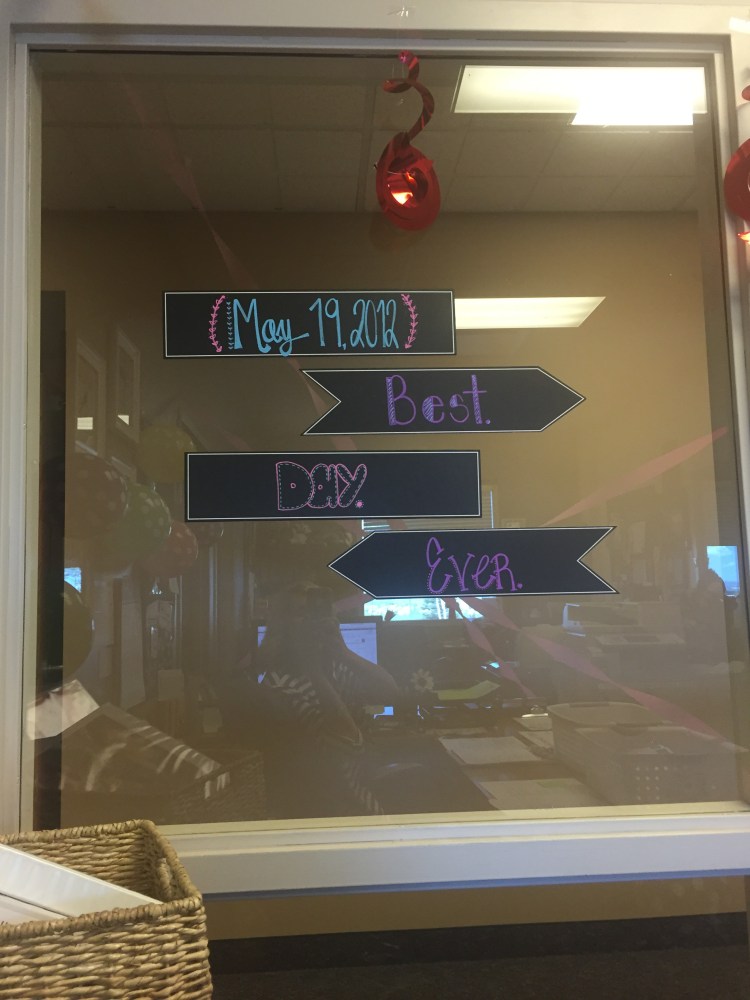 (May 19, 2012)
Best.
DAY.
EVER.